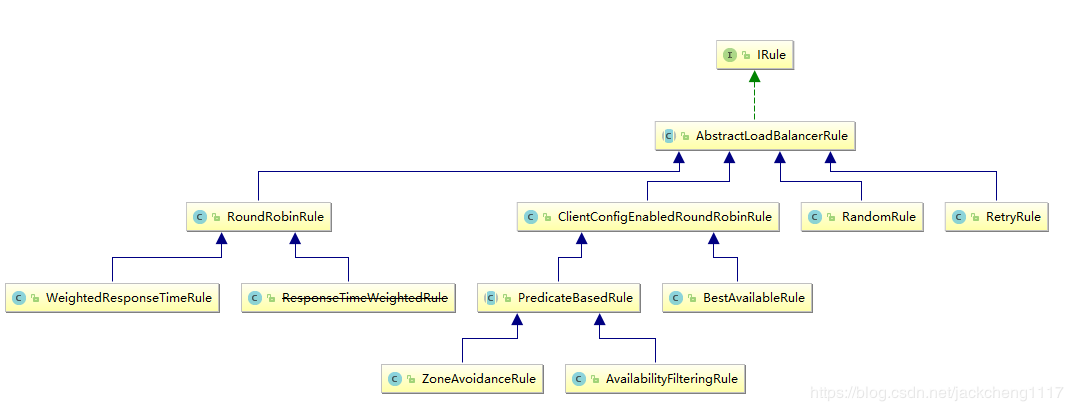 IRule
AbstractLoadBalancerRule
RoundRobinRule
ClientConfigEnabledRoundRobinRule
RandomRule
RetryRule
WeightedResponseTimeRule
ResponseTimeWeightedRule
PredicateBasedRule
BestAvailableRule
ZoneAvoidanceRule
AvailabilityFilteringRule
https://blog.csdn.net/jackcheng1117